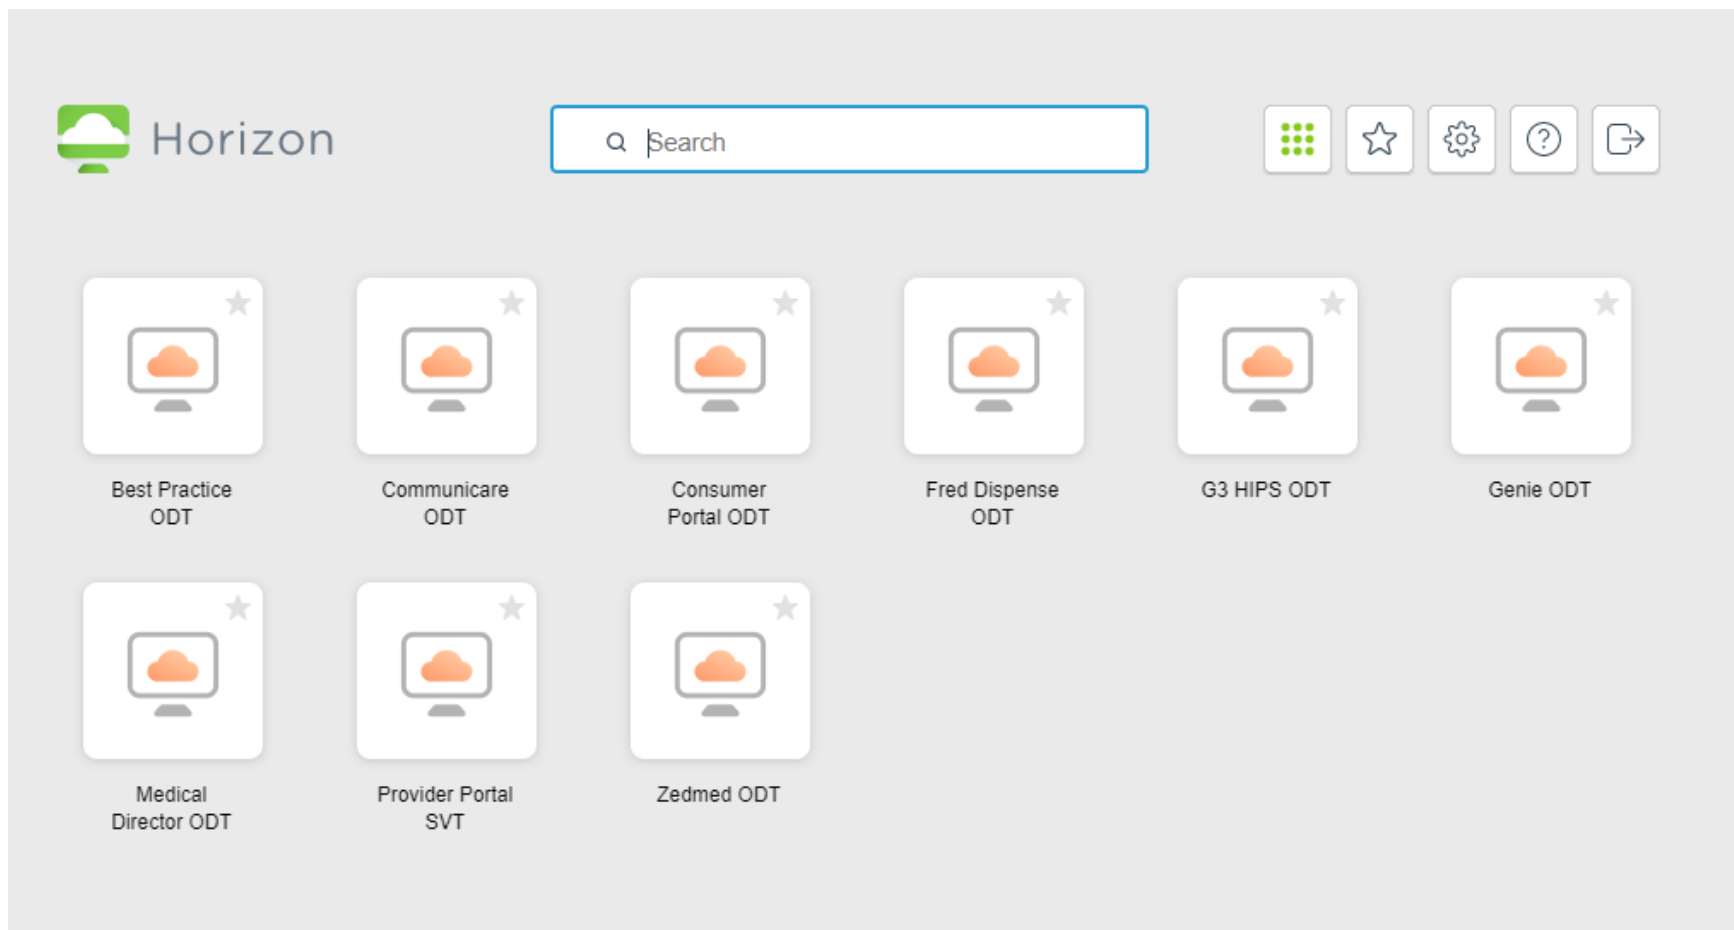 Horizon
Search
Best Practice
ODT
Communicare
ODT
Consumer
Portal ODT
Fred Dispense
ODT
G3 HIPS ODT
Genie ODT
Medical
Director ODT
Provider Portal
SVT
Zedmed ODT